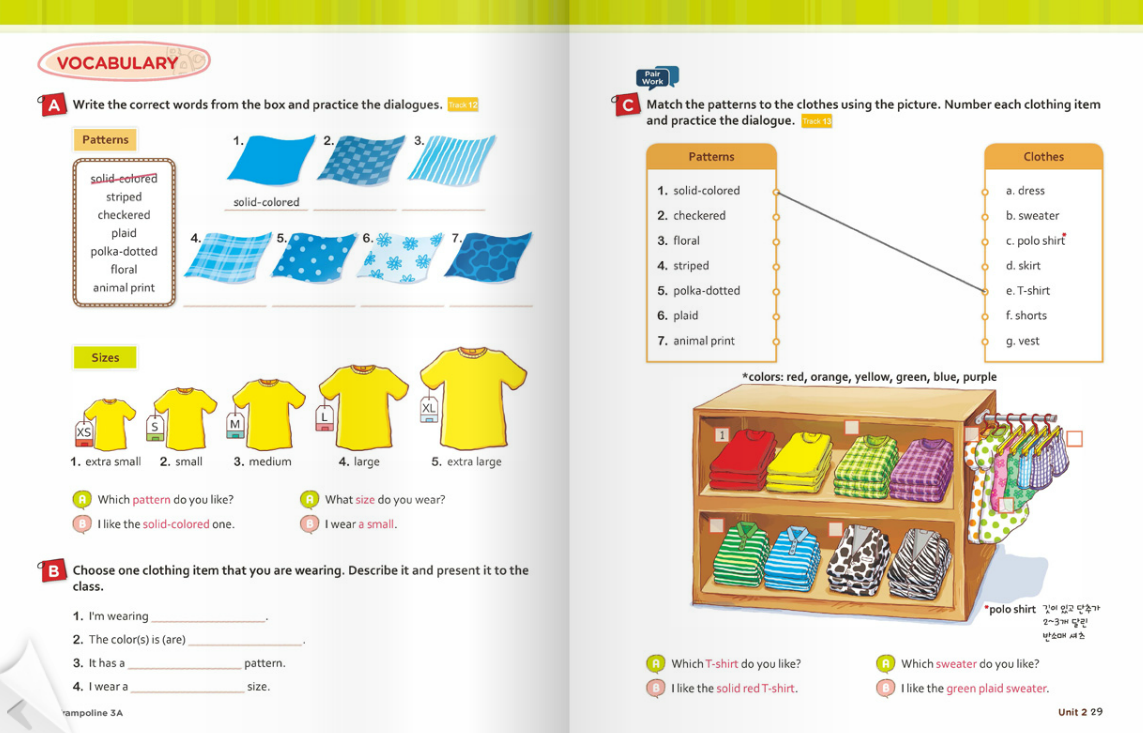 VOCABULARY
A Write the correct words from the box and practice the dialogues. Track 12
Patterns
solid-colored
striped
checkered
plaid
polka-dotted
floral
animal print
1.
2.
3.
solid-colored
4.
5.
6.
7.
Sizes
XS
S
M
L
XL
1. extra small
2. small
3. medium
4. large
5. extra large
A Which pattern do you like?
B I like the solid-colored one.
A What size do you wear?
B I wear a small.
B Choose one clothing item that you are wearing. Describe it and present it to the
class.
1. I'm wearing ____________________.
2. The color(s) is (are) ____________________.
3. It has a ____________________ pattern.
4. I wear a ____________________ size.
rampoline 3A
Pair
Work
C Match the patterns to the clothes using the picture. Number each clothing item
and practice the dialogue. Track 13
Patterns
1. solid-colored
2. checkered
3. floral
4. striped
5. polka-dotted
6. plaid
7. animal print
Clothes
a. dress
b. sweater
c. polo shirt*
d. skirt
e. T-shirt
f. shorts
g. vest
*colors: red, orange, yellow, green, blue, purple
1
*polo shirt 깃이 있고 단추가
2~3개 달린
반소매 셔츠
A Which T-shirt do you like?
B I like the solid red T-shirt.
A Which sweater do you like?
B I like the green plaid sweater.
Unit 2 29